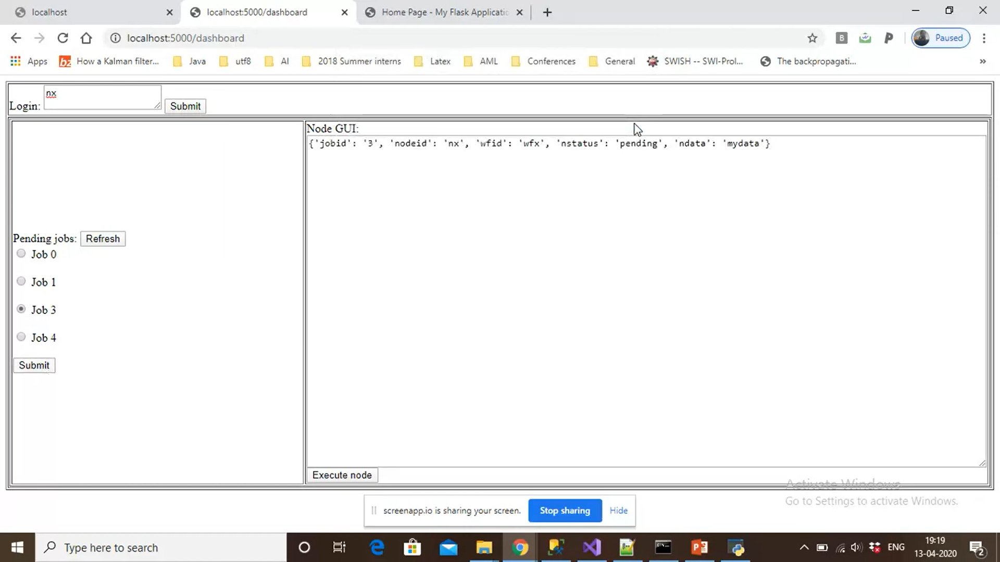 localhost
localhost:5000/dashboard
Home Page - My Flask Applicatio
localhost:5000/dashboard
B
Paused
Apps
bz
How a Kalman filter...
Java
utf8
AI
2018 Summer interns
Latex
AML
Conferences
General
SWISH -- SWI-Prol...
The backpropagati...
»
nx
Login:
Submit
Node GUI:
{'jobid': '3', 'nodeid': 'nx', 'wfid': 'wfx', 'nstatus': 'pending', 'ndata': 'mydata'}
Pending jobs:
Refresh
Job 0
Job 1
Job 3
Job 4
Submit
Execute node
Activate Windows
Go to Settings to activate Windows.
screenapp.io is sharing your screen.
Stop sharing
Hide
Type here to search
ENG
19:19
13-04-2020
2